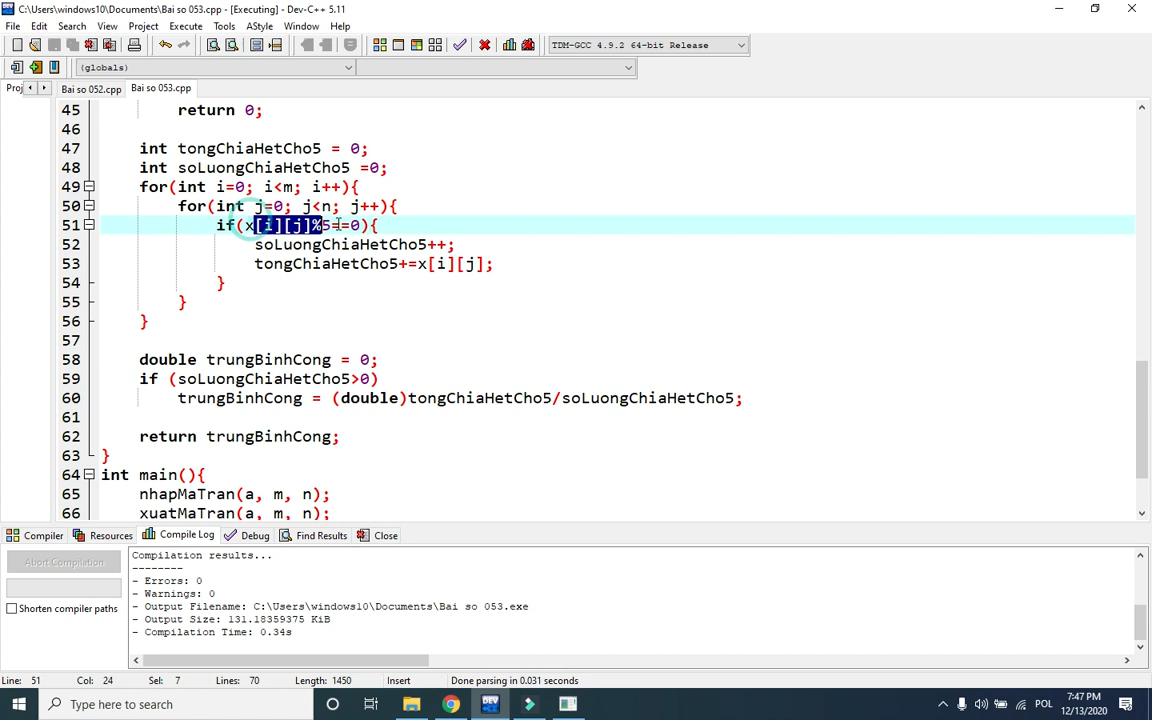 C:\Users\windows10\Documents\Bai so 053.cpp - [Executing] - Dev-C++ 5.11
File Edit Search View Project Execute Tools AStyle Window Help
TDM-GCC 4.9.2 64-bit Release
(globals)
Proj Bai so 052.cpp Bai so 053.cpp
45 return 0;
46
47 int tongChiaHetCho5 = 0;
48 int soLuongChiaHetCho5 =0;
49 for(int i=0; i<m; i++){
50 for(int j=0; j<n; j++){
51 if(x[i][j]%5==0){
52 soLuongChiaHetCho5++;
53 tongChiaHetCho5+=x[i][j];
54 }
55 }
56 }
57
58 double trungBinhCong = 0;
59 if (soLuongChiaHetCho5>0)
60 trungBinhCong = (double)tongChiaHetCho5/soLuongChiaHetCho5;
61
62 return trungBinhCong;
63 }
64 int main(){
65 nhapMaTran(a, m, n);
66 xuatMaTran(a, m, n);
Compiler Resources Compile Log Debug Find Results Close
Abort Compilation
Shorten compiler paths
Compilation results...
--------
- Errors: 0
- Warnings: 0
- Output Filename: C:\Users\windows10\Documents\Bai so 053.exe
- Output Size: 131.18359375 KiB
- Compilation Time: 0.34s
Line: 51 Col: 24 Sel: 7 Lines: 70 Length: 1450 Insert Done parsing in 0.031 seconds
Type here to search
DEV
POL
7:47 PM
12/13/2020